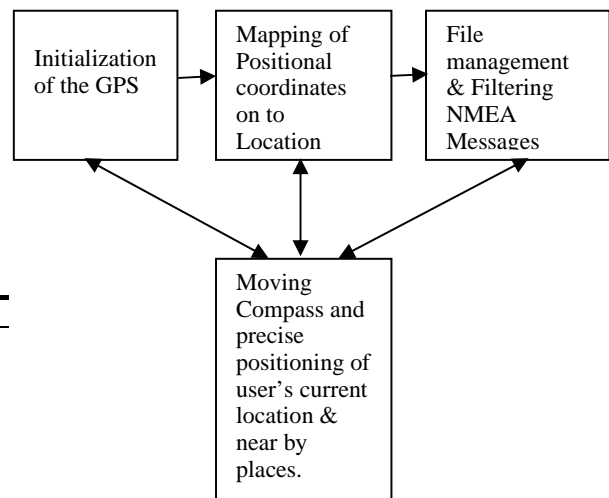 Initialization
of the GPS
Mapping of
Positional
coordinates
on to
Location
File
management
& Filtering
NMEA
Messages
Moving
Compass and
precise
positioning of
user’s current
location &
near by
places.